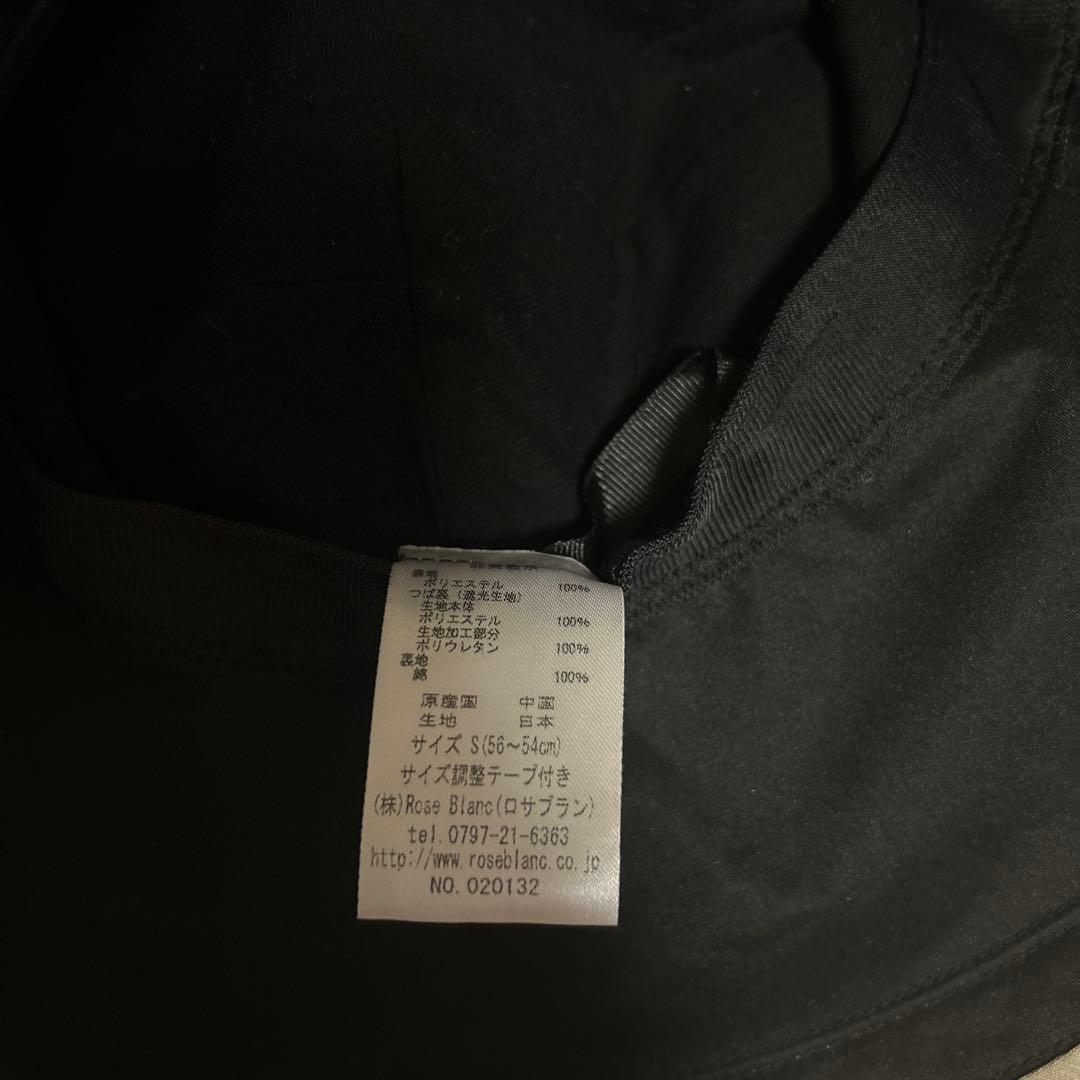 表地
ポリエステル 100%
つば裏（遮光生地）
生地本体
ポリエステル 100%
生地加工部分
ポリウレタン 100%
裏地
綿 100%
原産国 中国
生地 日本
サイズ S(56～54cm)
サイズ調整テープ付き
(株)Rose Blanc(ロサブラン)
tel.0797-21-6363
http://www.roseblanc.co.jp
NO.020132